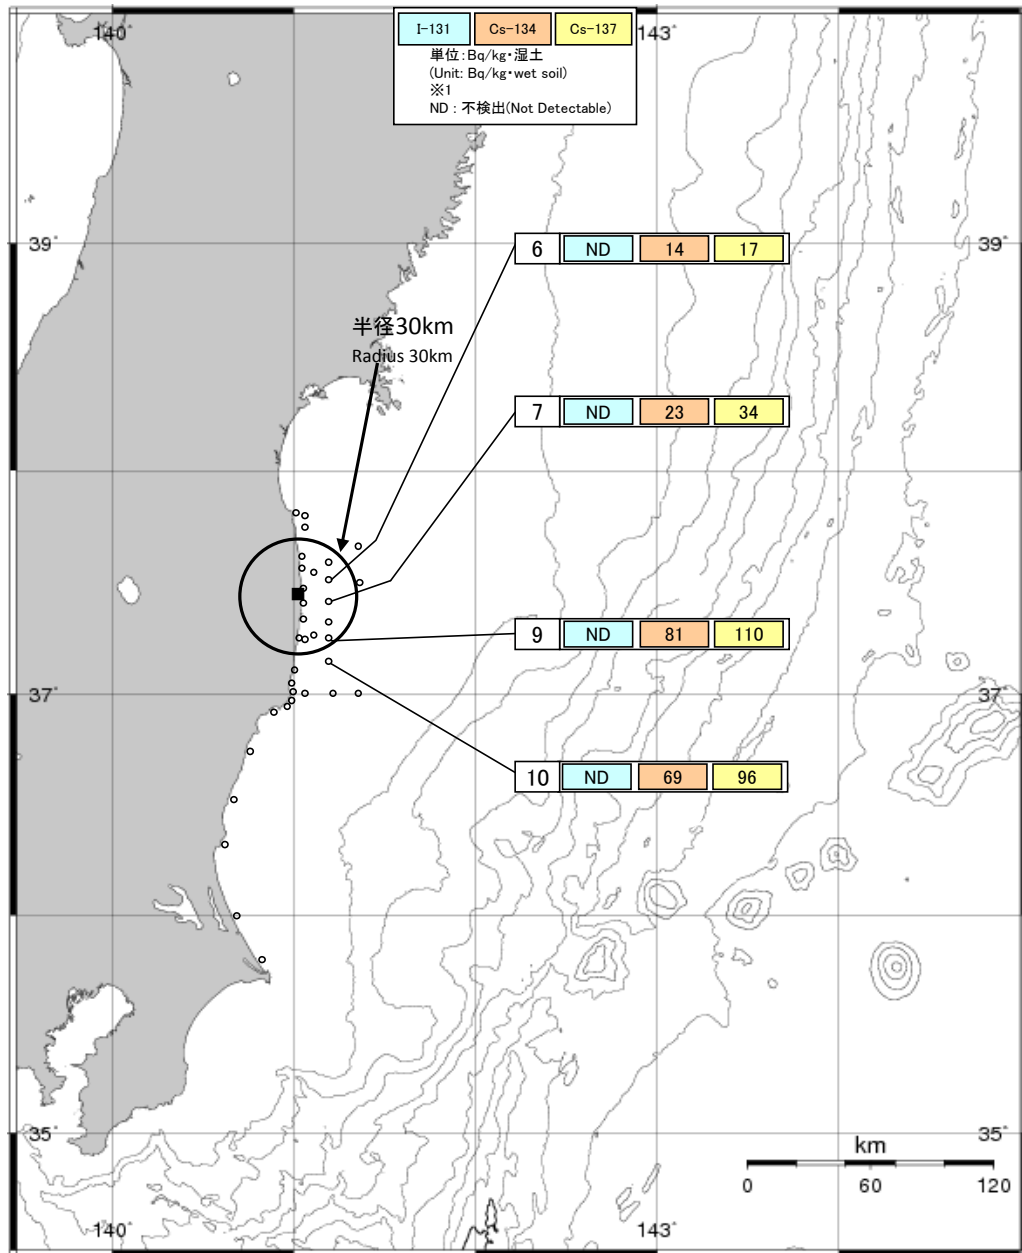 140°
143°
I-131 Cs-134 Cs-137
単位:Bq/kg・湿土
(Unit: Bq/kg・wet soil)
※1
ND : 不検出(Not Detectable)
39°
39°
6 ND 14 17
半径30km
Radius 30km
7 ND 23 34
9 ND 81 110
37°
37°
10 ND 69 96
35°
35°
km
0 60 120
140°
143°